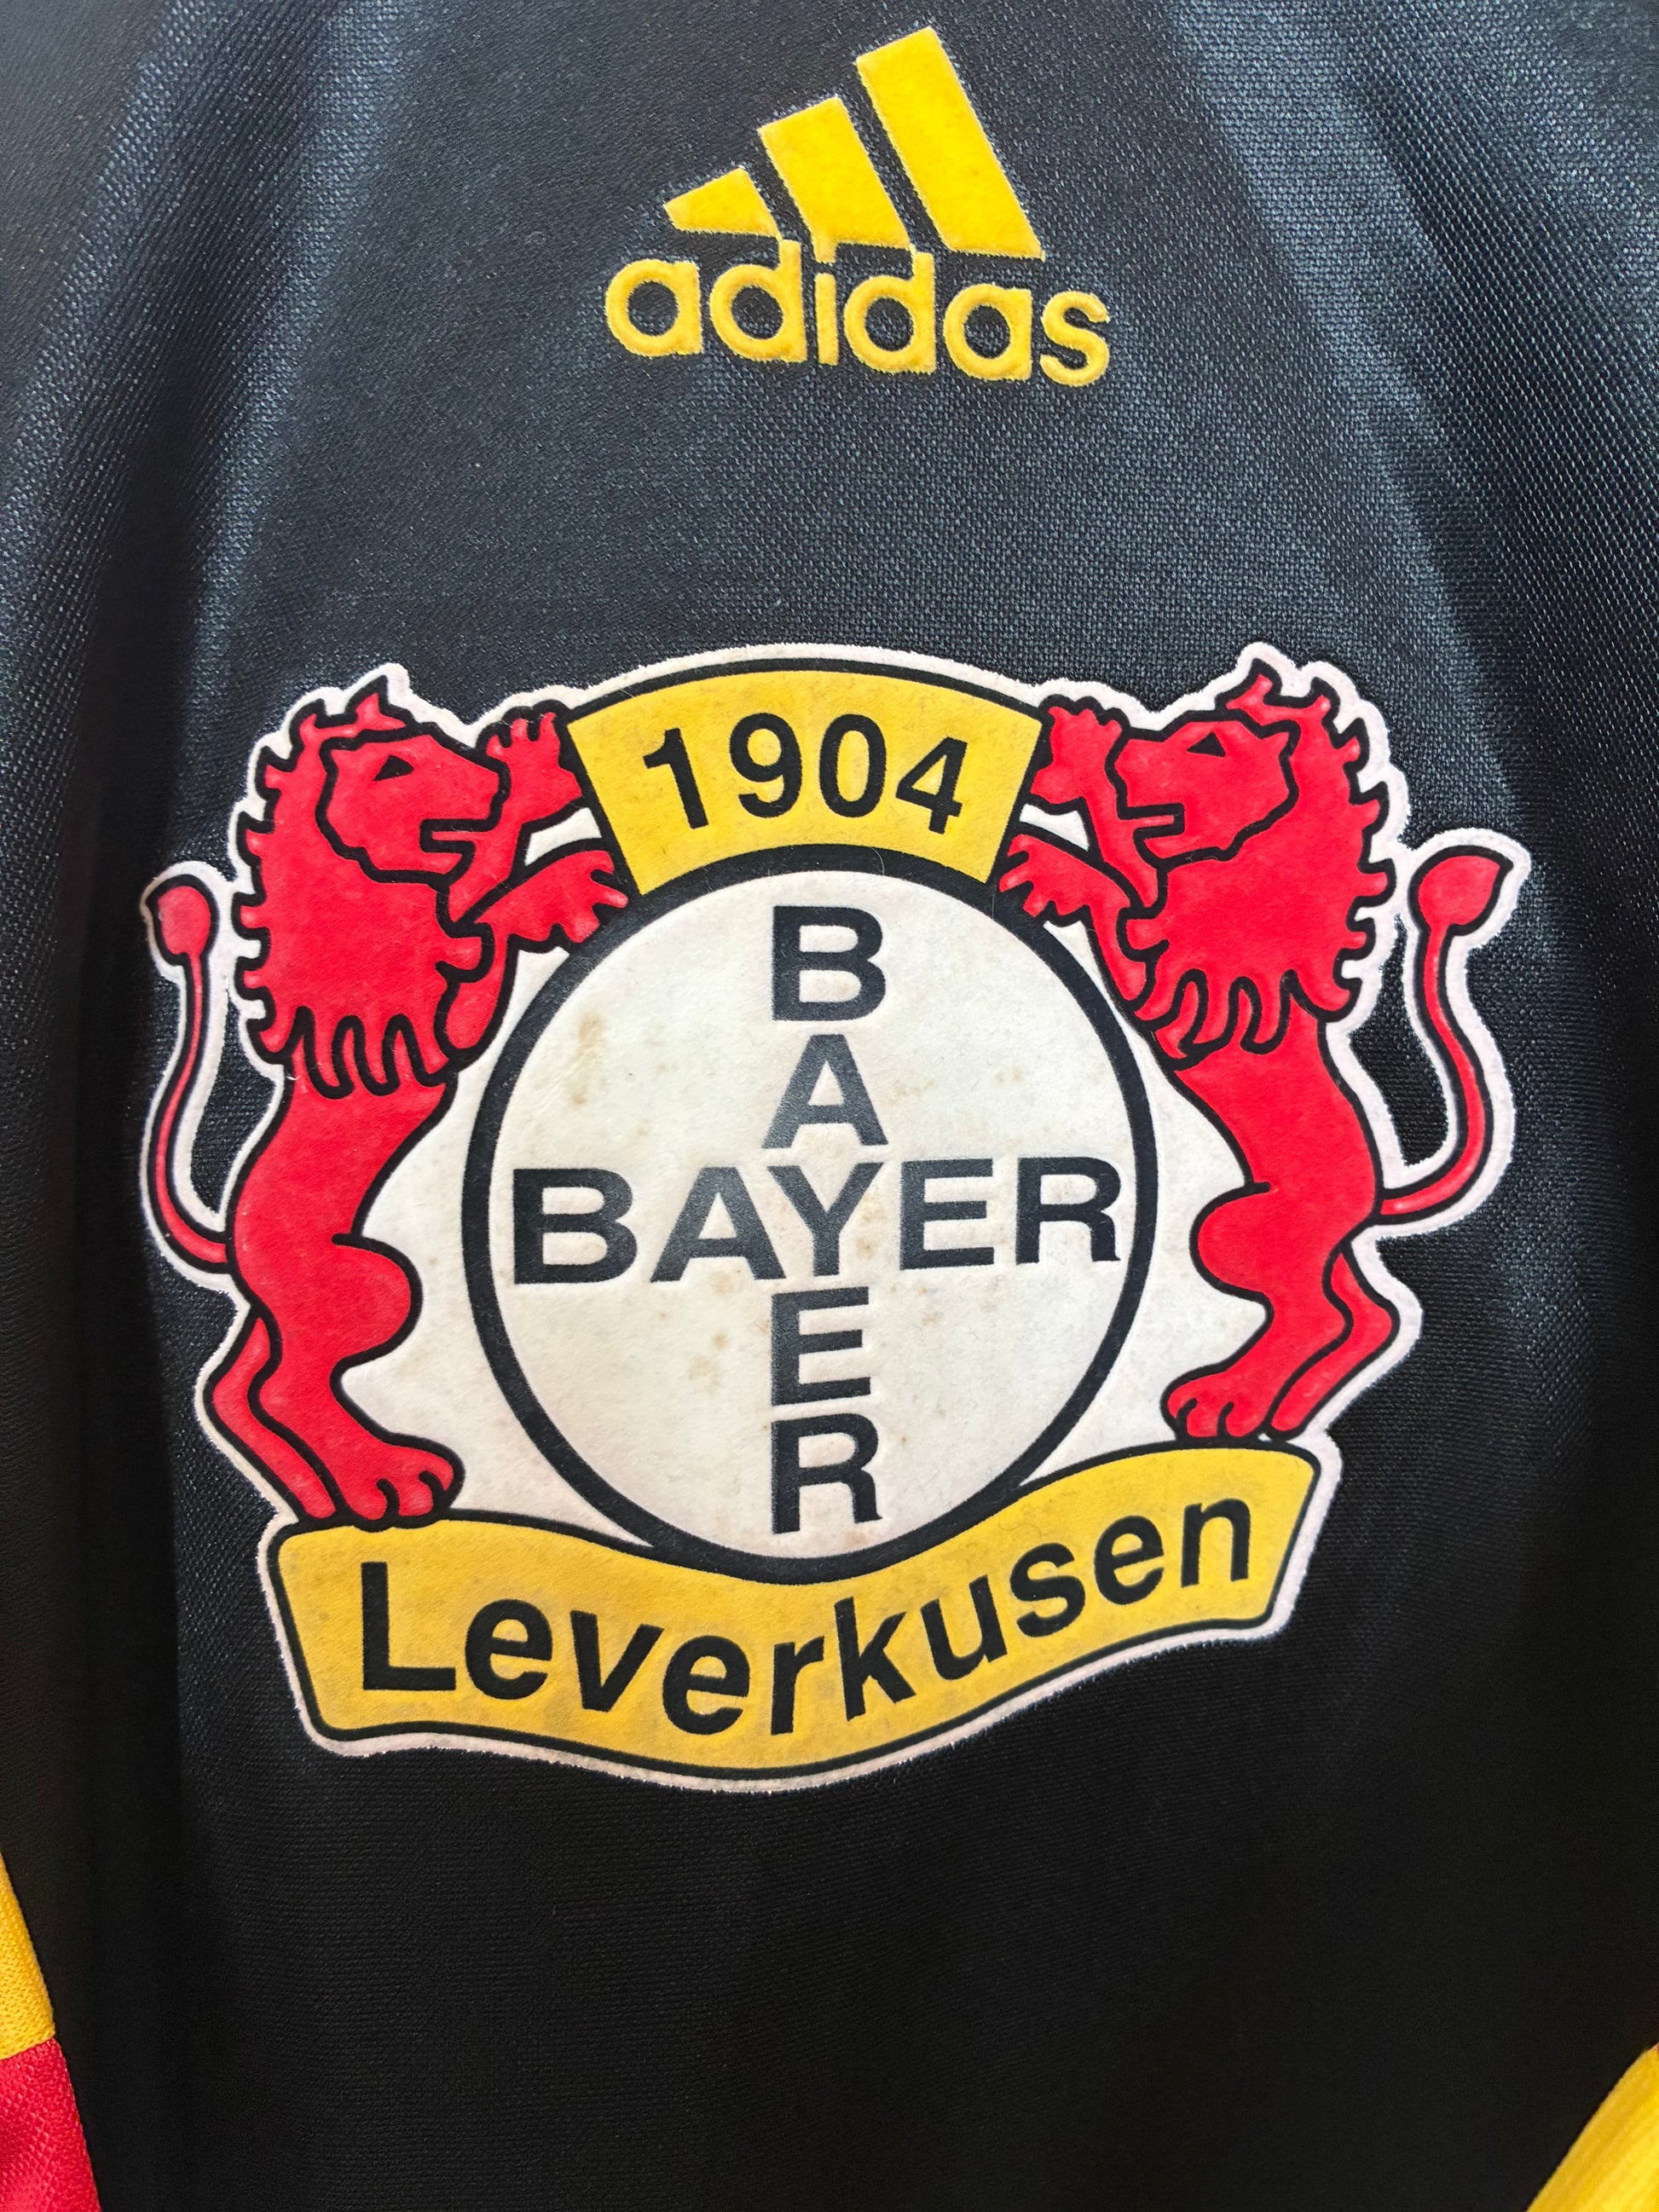 adidas
1904
BAYER
BAYER
Leverkusen